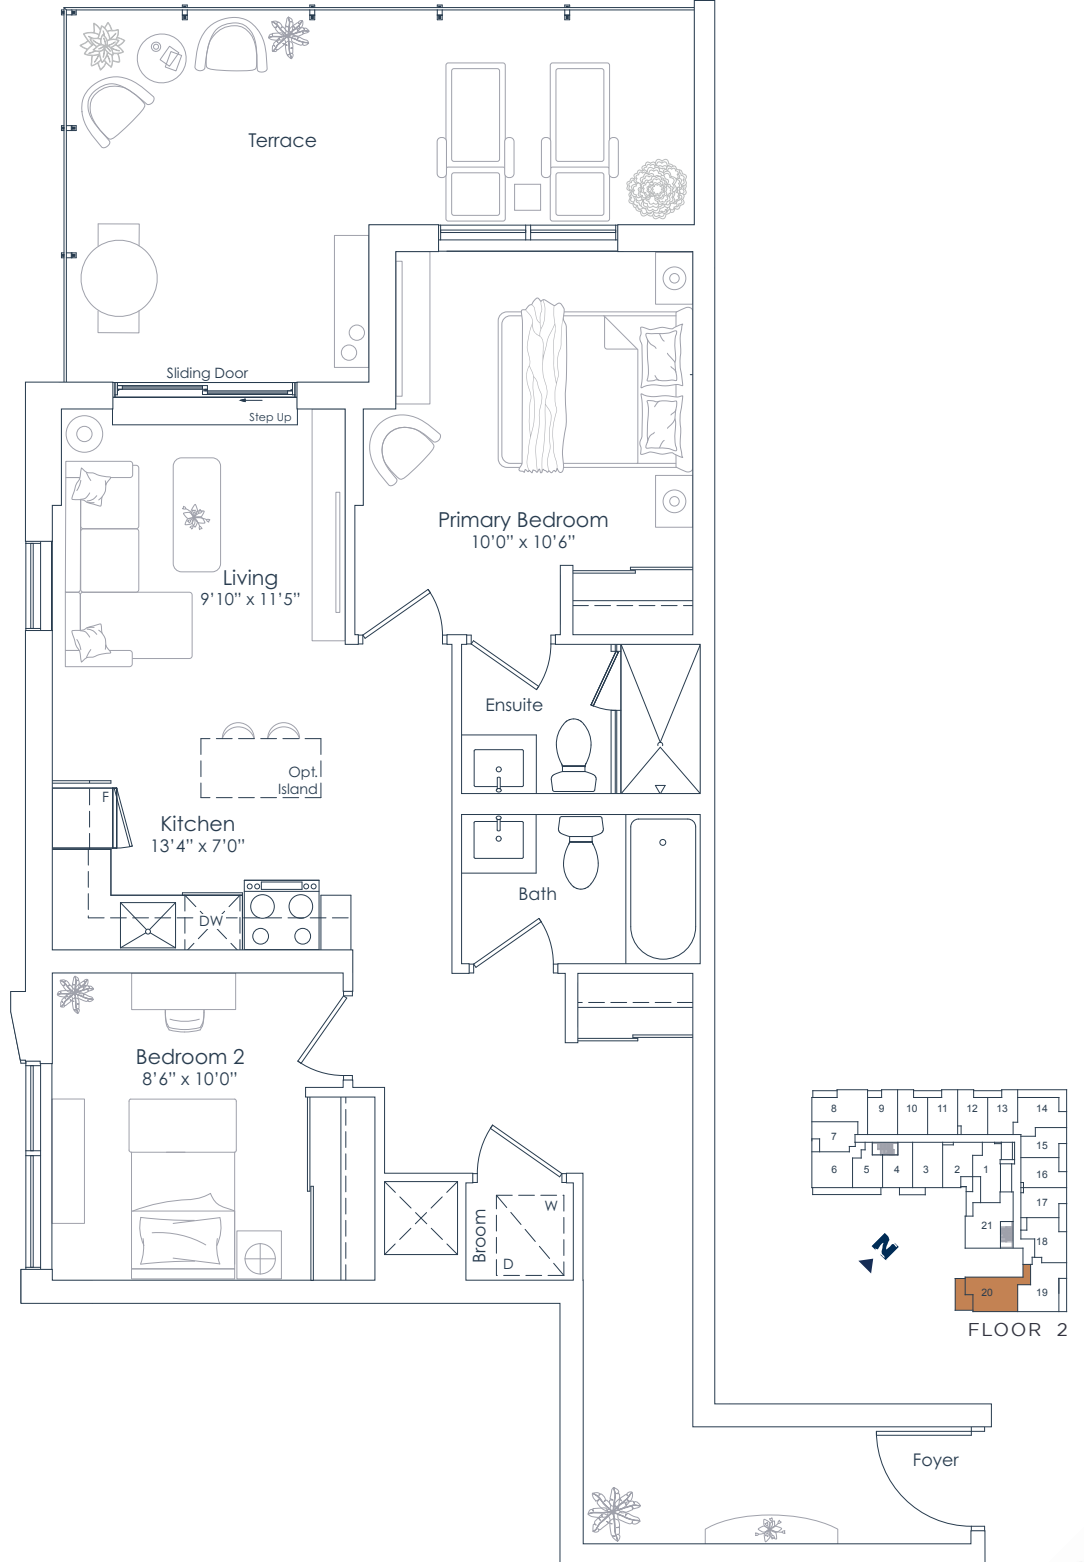 Terrace
Sliding Door
Step Up
Primary Bedroom
10'0" x 10'6"
Living
9'10" x 11'5"
Ensuite
Opt.
Island
F
Kitchen
13'4" x 7'0"
Bath
DW
Bedroom 2
8'6" x 10'0"
Broom
W
D
8
9
10
11
12
13
14
7
15
6
5
4
3
2
1
16
17
21
18
N
20
19
FLOOR 2
Foyer